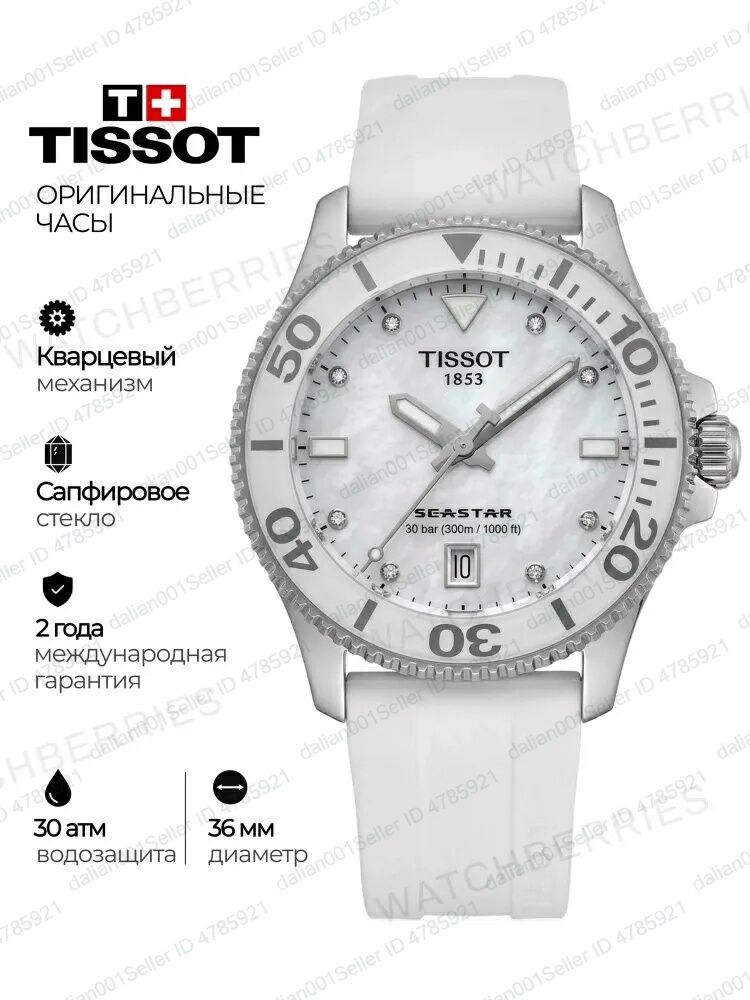 TISSOT
ОРИГИНАЛЬНЫЕ
ЧАСЫ
Кварцевый
механизм
Сапфировое
стекло
2 года
международная
гарантия
30 атм
водозащита
36 мм
диаметр
10
20
30
40
50
TISSOT
1853
SEASTAR
30 bar (300m / 1000 ft)
10
WATCHBERRIES
dalian001Seller ID 4785921